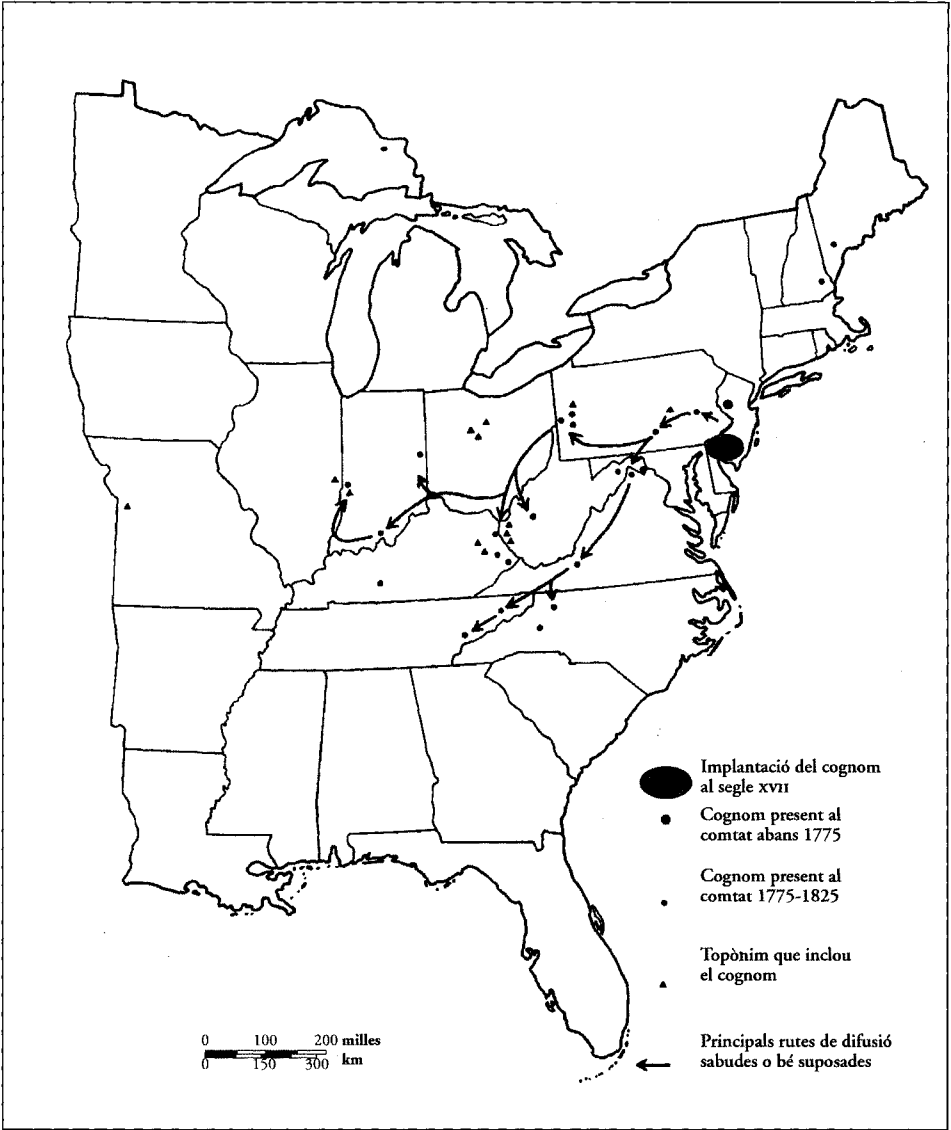 Implantació del cognom
al segle XVII
Cognom present al
comtat abans 1775
Cognom present al
comtat 1775-1825
Topònim que inclou
el cognom
Principals rutes de difusió
sabudes o bé suposades
0 100 200 milles
0 150 300 km